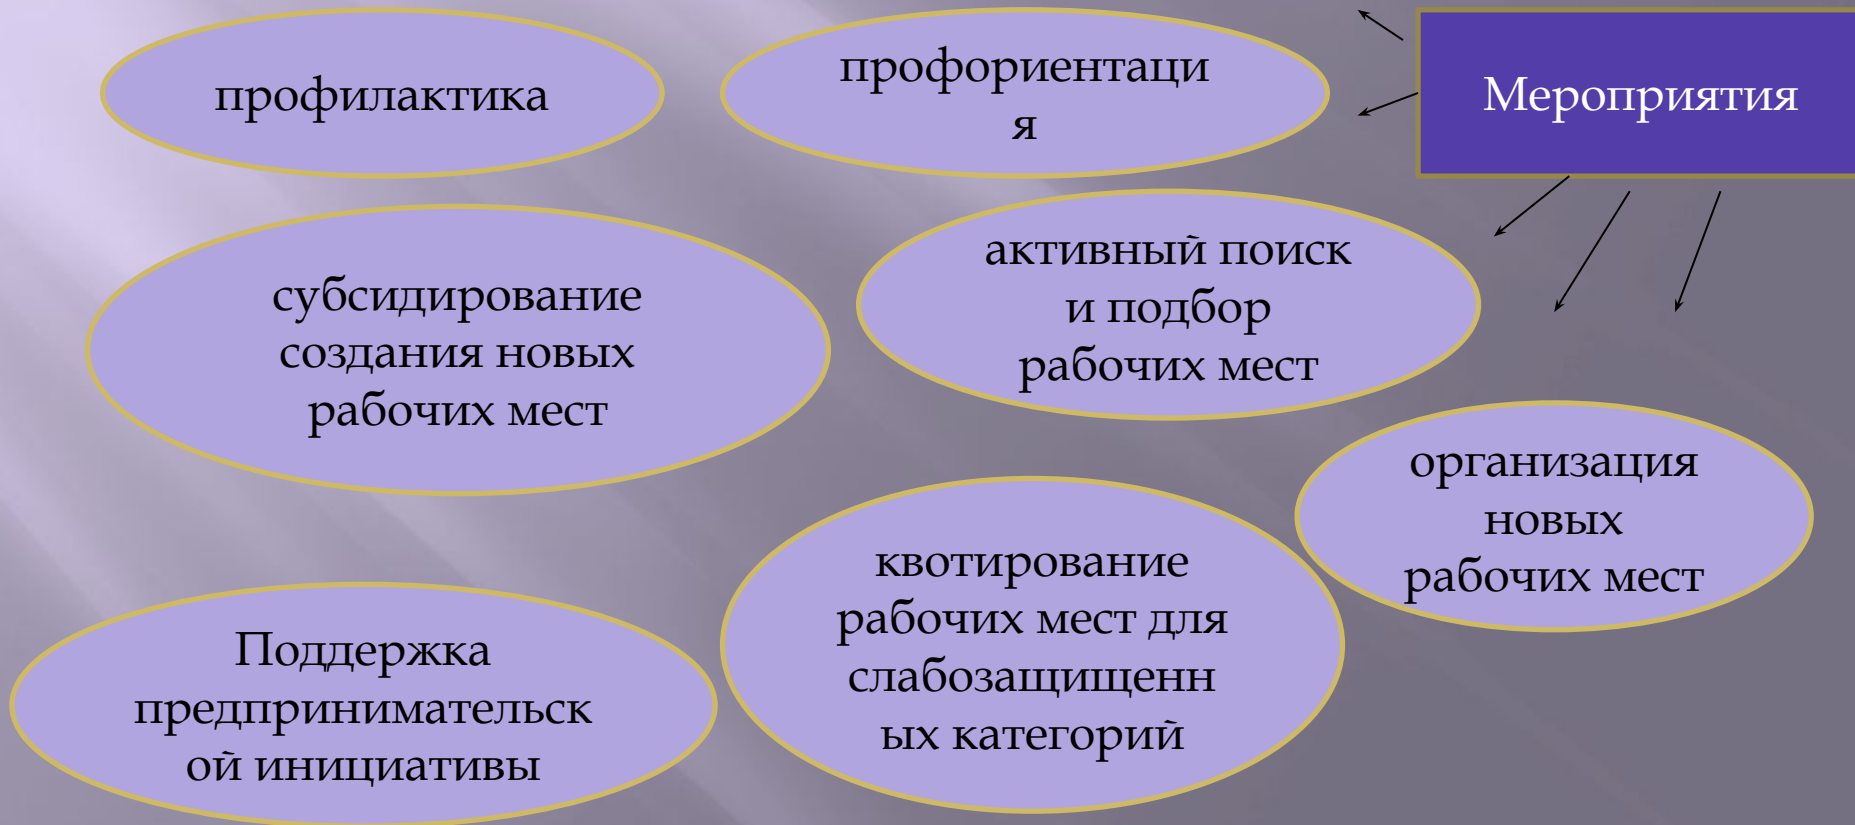 профилактика
профориентаци
я
Мероприятия
субсидирование
создания новых
рабочих мест
активный поиск
и подбор
рабочих мест
организация
новых
рабочих мест
Поддержка
предпринимательск
ой инициативы
квотирование
рабочих мест для
слабозащищенн
ых категорий